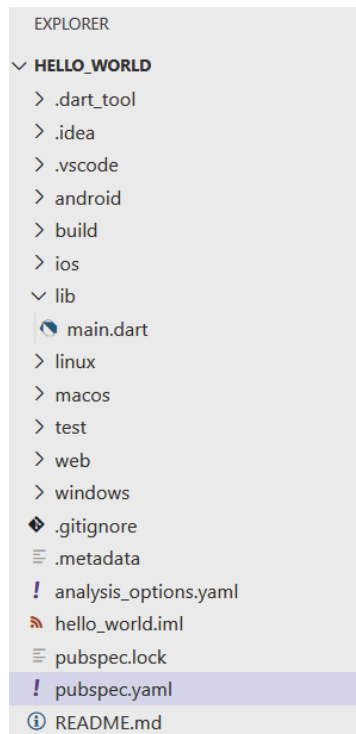 EXPLORER
HELLO_WORLD
.dart_tool
.idea
.vscode
android
build
ios
lib
main.dart
linux
macos
test
web
windows
.gitignore
.metadata
analysis_options.yaml
hello_world.iml
pubspec.lock
pubspec.yaml
README.md